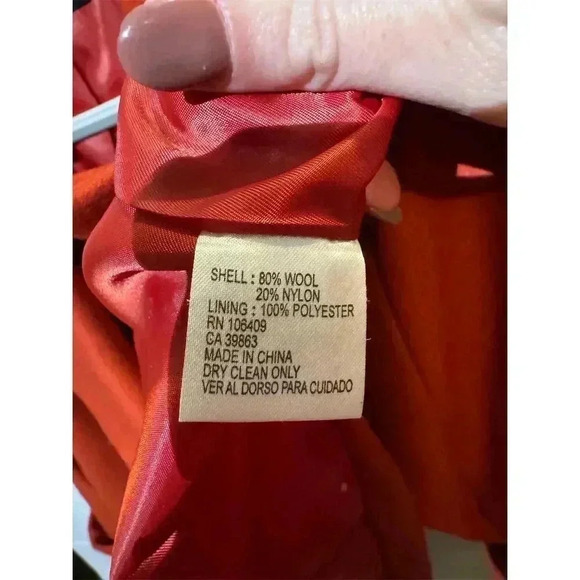 SHELL : 80% WOOL
20% NYLON
LINING : 100% POLYESTER
RN 106409
CA 39863
MADE IN CHINA
DRY CLEAN ONLY
VER AL DORSO PARA CUIDADO